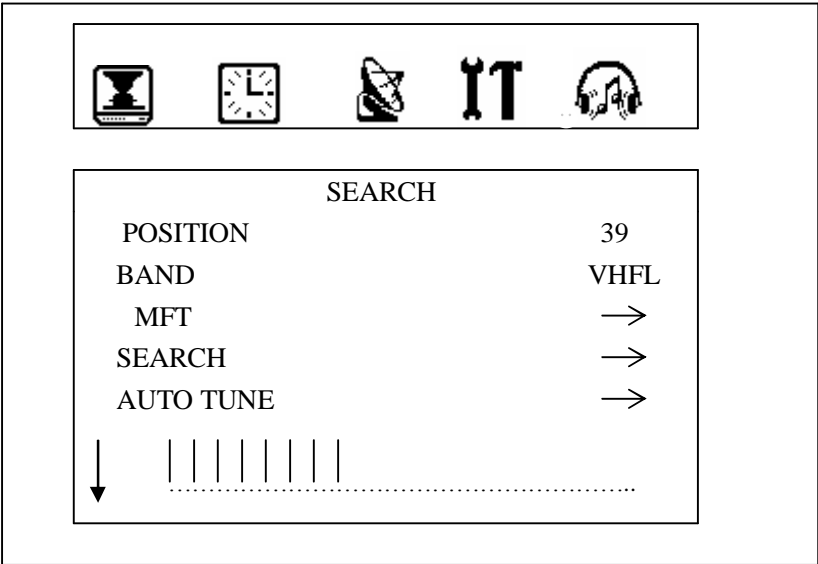 SEARCH
POSITION 39
BAND VHFL
MFT →
SEARCH →
AUTO TUNE →